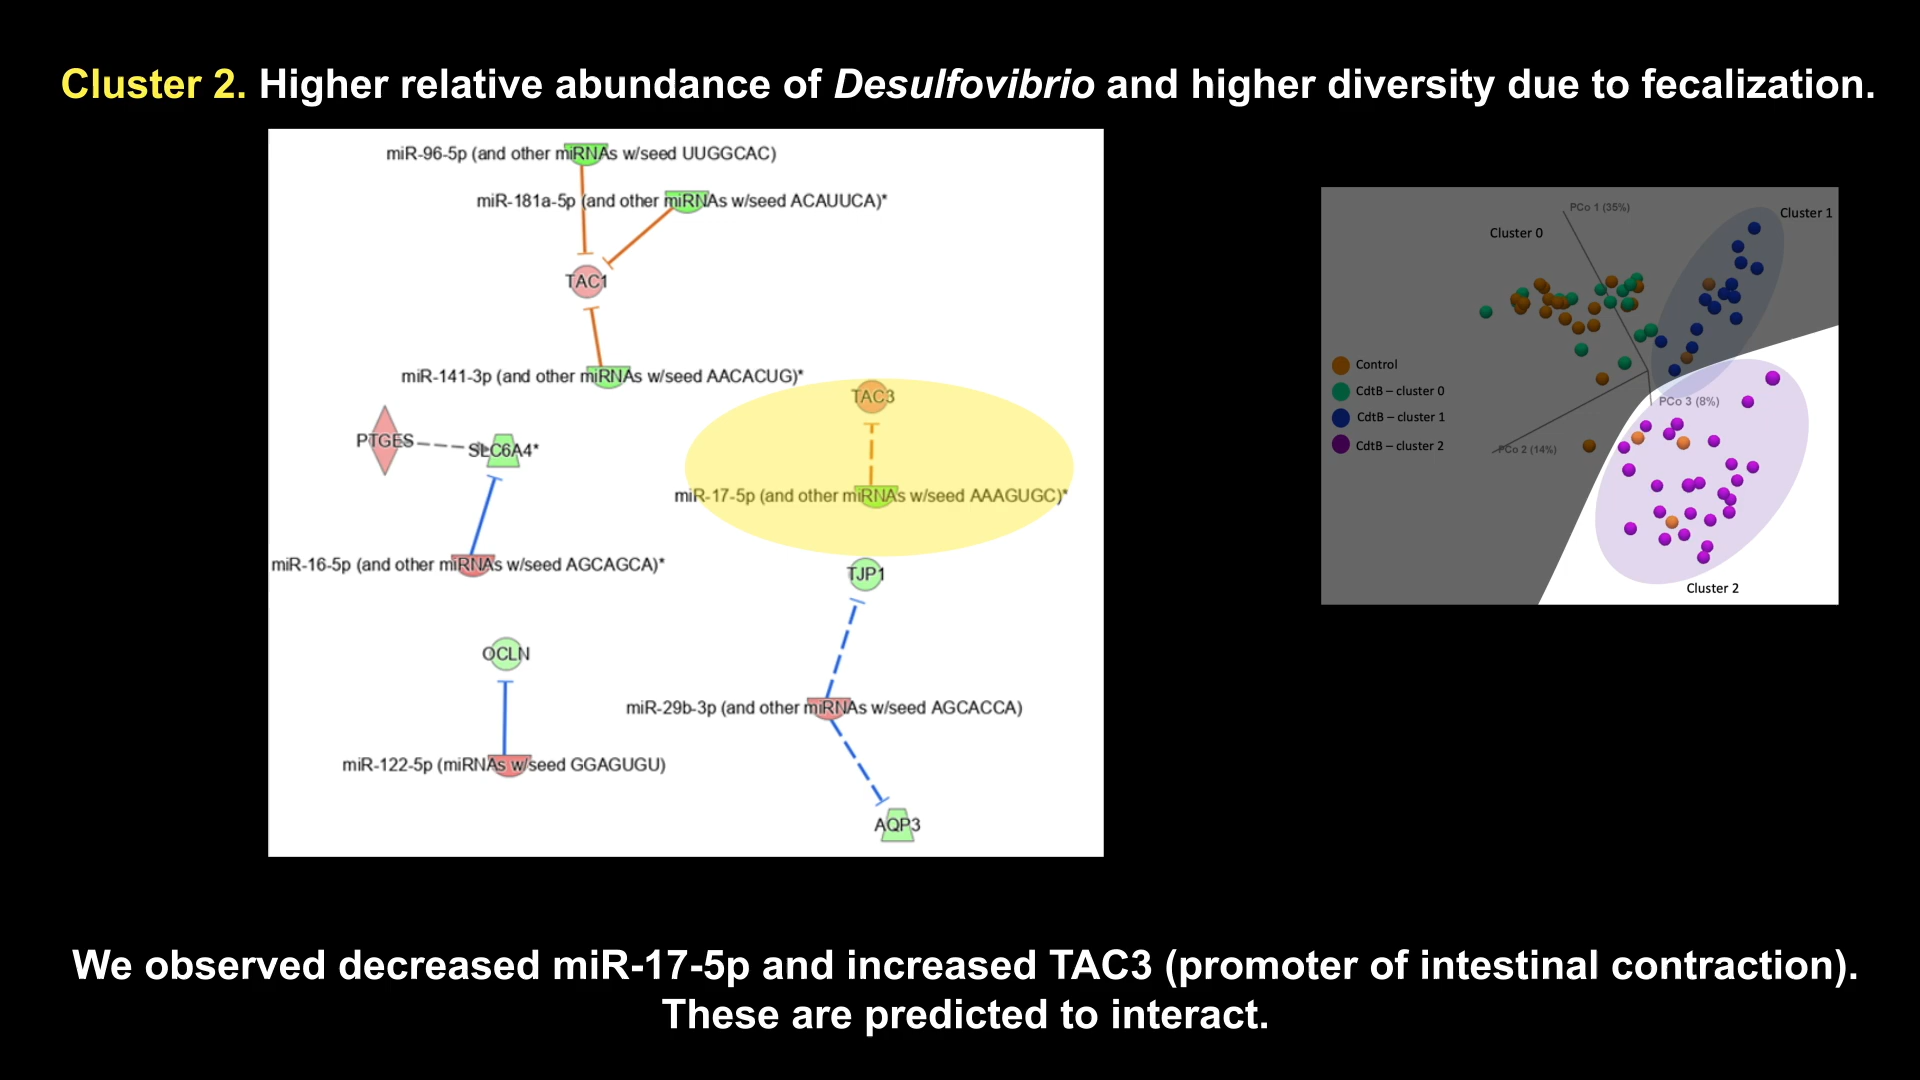 Cluster 2. Higher relative abundance of Desulfovibrio and higher diversity due to fecalization.
miR-96-5p (and other miRNAs w/seed UUGGCAC)
miR-181a-5p (and other miRNAs w/seed ACAUUCA)*
TAC1
miR-141-3p (and other miRNAs w/seed AACACUG)*
TAC3
PTGES
SLC6A4*
miR-17-5p (and other miRNAs w/seed AAAGUGC)*
miR-16-5p (and other miRNAs w/seed AGCAGCA)*
TJP1
OCLN
miR-29b-3p (and other miRNAs w/seed AGCACCA)
miR-122-5p (miRNAs w/seed GGAGUGU)
AQP3
PCo 1 (35%)
Cluster 1
Cluster 0
Control
CdtB – cluster 0
CdtB – cluster 1
CdtB – cluster 2
PCo 3 (8%)
PCo 2 (14%)
Cluster 2
We observed decreased miR-17-5p and increased TAC3 (promoter of intestinal contraction).
These are predicted to interact.